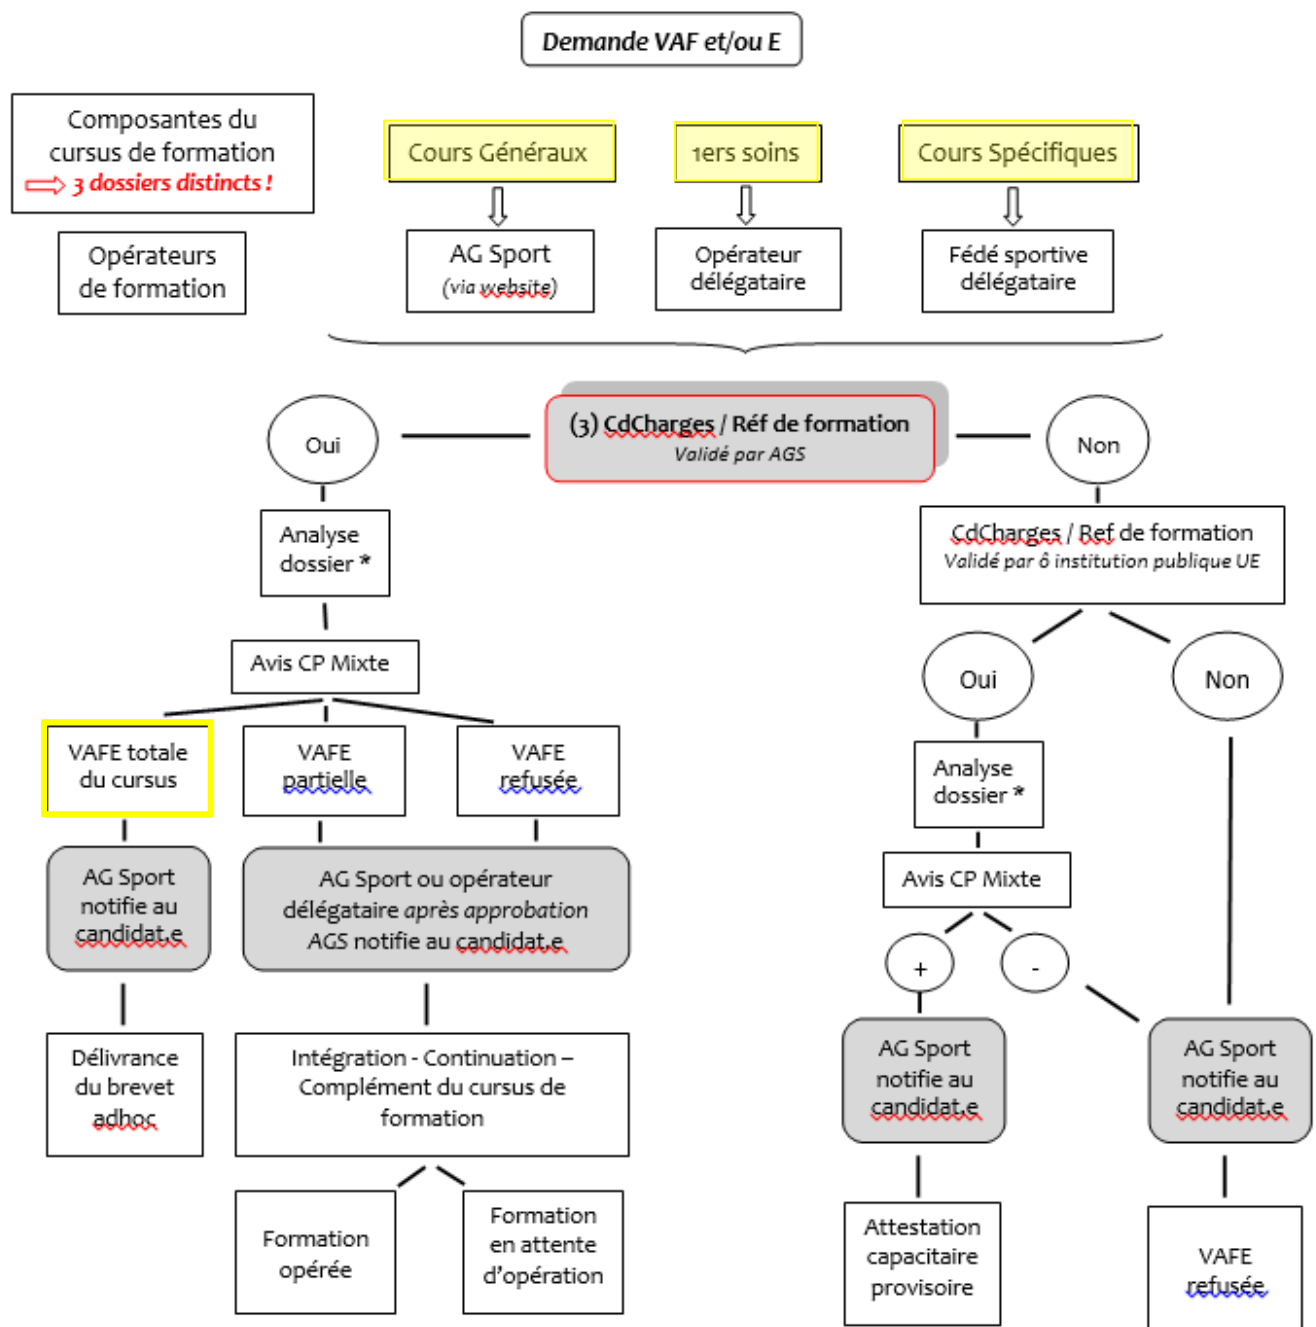 Demande VAF et/ou E
Composantes du
cursus de formation
3 dossiers distincts !
Cours Généraux
1ers soins
Cours Spécifiques
Opérateurs
de formation
AG Sport
(via website)
Opérateur
délégataire
Fédé sportive
délégataire
(3) CdCharges / Réf de formation
Validé par AGS
Oui
Non
Analyse
dossier *
CdCharges / Ref de formation
Validé par ô institution publique UE
Avis CP Mixte
Oui
Non
VAFE totale
du cursus
VAFE
partielle
VAFE
refusée
Analyse
dossier *
AG Sport
notifie au
candidat.e
AG Sport ou opérateur
délégataire après approbation
AGS notifie au candidat.e
Avis CP Mixte
+
-
Délivrance
du brevet
adhoc
Intégration - Continuation –
Complément du cursus de
formation
AG Sport
notifie au
candidat.e
AG Sport
notifie au
candidat.e
Formation
opérée
Formation
en attente
d'opération
Attestation
capacitaire
provisoire
VAFE
refusée